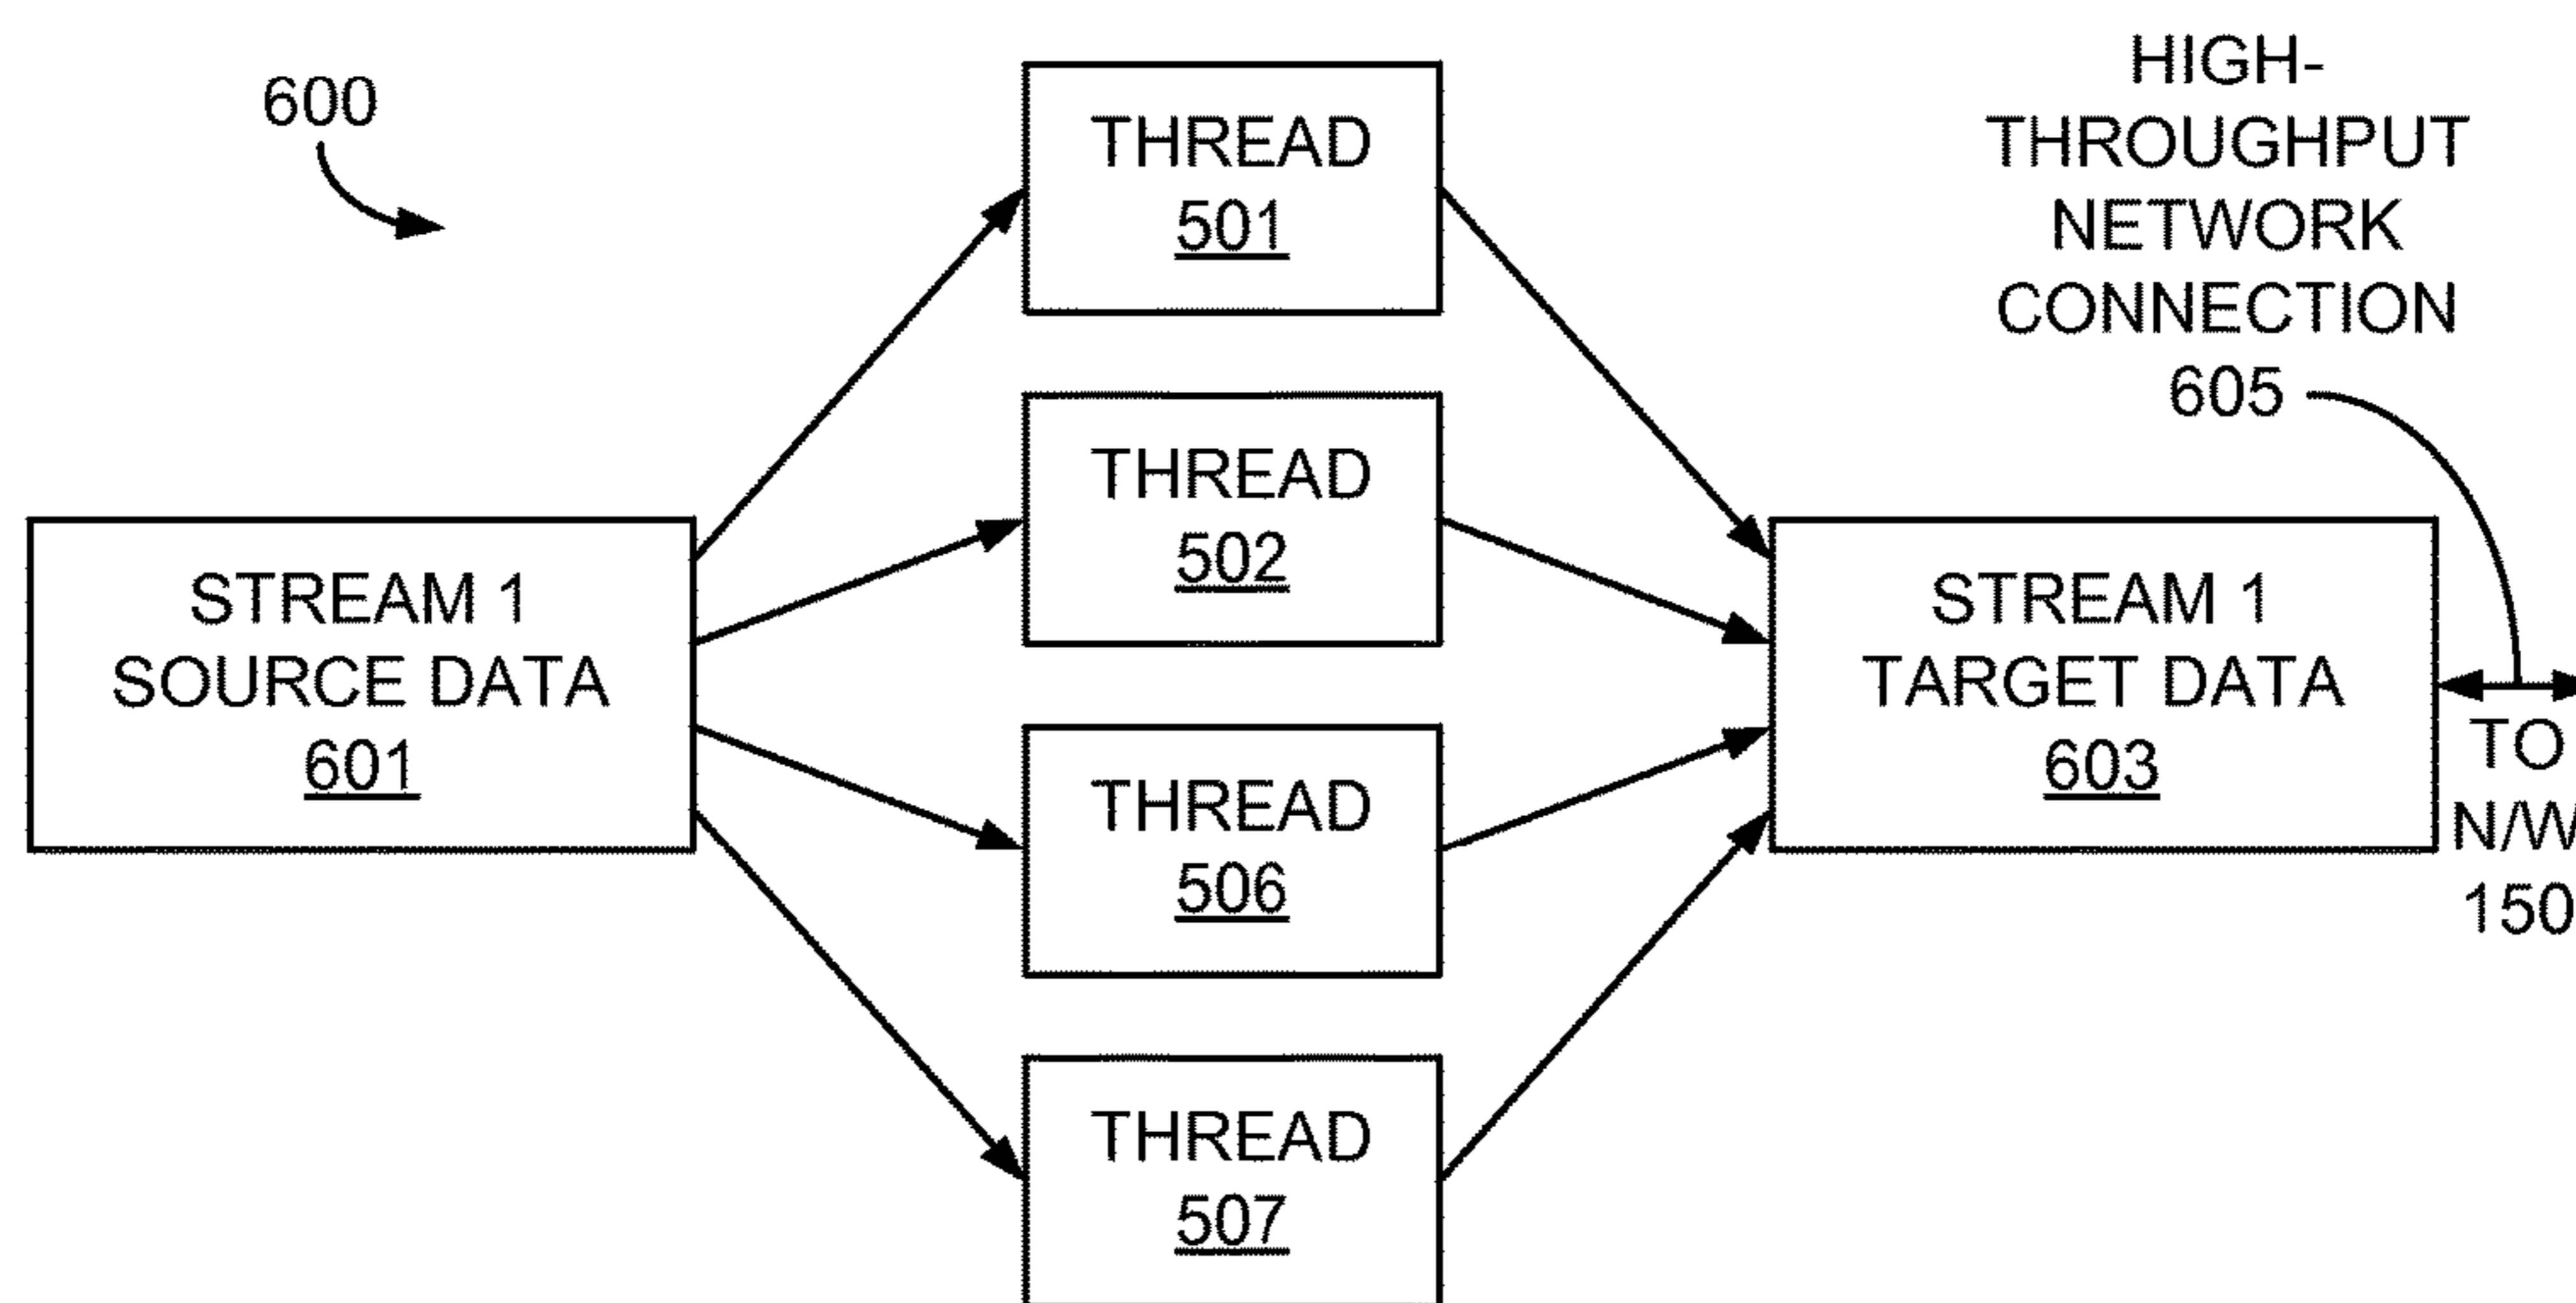 600
THREAD
501
HIGH-
THROUGHPUT
NETWORK
CONNECTION
605
THREAD
502
STREAM 1
SOURCE DATA
601
STREAM 1
TARGET DATA
603
TO
N/W
150
THREAD
506
THREAD
507